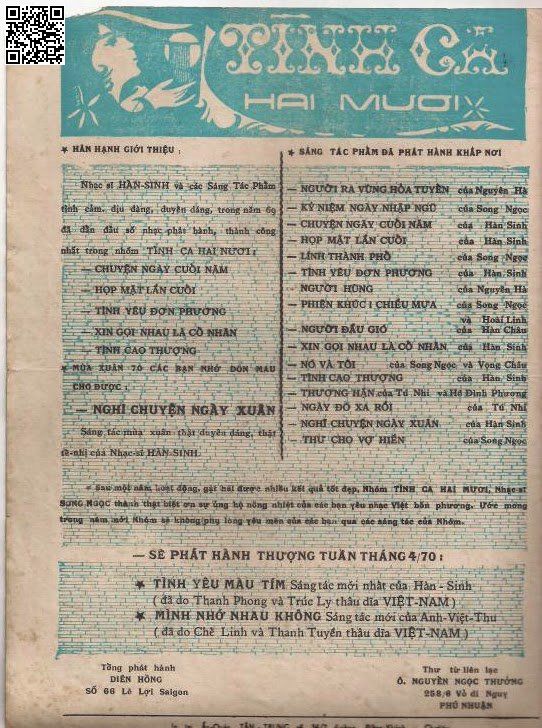 TÌNH CA
HAI MƯƠI
★ HÂN HẠNH GIỚI THIỆU :
Nhạc sĩ HÀN-SINH và các Sáng Tác Phẩm
tình cảm, dịu dàng, duyên dáng, trong năm 69
đã dẫn đầu số nhạc phát hành, thành công
nhất trong nhóm TÌNH CA HAI MƯƠI :
— CHUYỆN NGÀY CUỐI NĂM
— HỌP MẶT LẦN CUỐI
— TÌNH YÊU ĐƠN PHƯƠNG
— XIN GỌI NHAU LÀ CỐ NHÂN
— TÌNH CAO THƯỢNG
★ MÙA XUÂN 70 CÁC BẠN NHỚ ĐÓN MAU
CHO ĐƯỢC :
— NGHĨ CHUYỆN NGÀY XUÂN
Sáng tác mùa xuân thật duyên dáng, thật
tế-nhị của Nhạc-sĩ HÀN-SINH.
★ SÁNG TÁC PHẨM ĐÃ PHÁT HÀNH KHẮP NƠI
— NGƯỜI RA VÙNG HỎA TUYẾN của Nguyên Hà
— KỶ NIỆM NGÀY NHẬP NGŨ của Song Ngọc
— CHUYỆN NGÀY CUỐI NĂM của Hàn Sinh
— HỌP MẶT LẦN CUỐI của Hàn Sinh
— LÍNH THÀNH PHỐ của Song Ngọc
— TÌNH YÊU ĐƠN PHƯƠNG của Hàn Sinh
— NGƯỜI HÙNG của Nguyên Hà
— PHIÊN KHÚC 1 CHIỀU MƯA của Song Ngọc
và Hoài Linh
— NGƯỜI ĐẦU GIÓ của Hàn Châu
— XIN GỌI NHAU LÀ CỐ NHÂN của Hàn Sinh
— NÓ VÀ TÔI của Song Ngọc và Vọng Châu
— TÌNH CAO THƯỢNG của Hàn Sinh
— THƯƠNG HẬN của Tú Nhi và Hồ Đình Phương
— NGÀY ĐÓ XA RỒI của Tú Nhi
— NGHĨ CHUYỆN NGÀY XUÂN của Hàn Sinh
— THƯ CHO VỢ HIỀN của Song Ngọc
★ Sau một năm hoạt động, gặt hái được nhiều kết quả tốt đẹp, Nhóm TÌNH CA HAI MƯƠI, Nhạc-sĩ
SONG NGỌC thành thật biết ơn sự ủng hộ nồng nhiệt của các bạn yêu nhạc Việt bốn phương. Ước mong
trong năm mới Nhóm sẽ không phụ lòng yêu mến của các bạn qua các sáng tác của Nhóm.
— SẼ PHÁT HÀNH THƯỢNG TUẦN THÁNG 4/70 :
★ TÌNH YÊU MÀU TÍM Sáng tác mới nhất của Hàn - Sinh
( đã do Thanh Phong và Trúc Ly thâu dĩa VIỆT-NAM )
★ MÌNH NHỚ NHAU KHÔNG Sáng tác mới của Anh-Việt-Thu
( đã do Chế Linh và Thanh Tuyền thâu dĩa VIỆT-NAM )
Tổng phát hành
DIÊN HỒNG
SỐ 66 Lê Lợi Saigon
Thư từ liên lạc
Ô. NGUYỄN NGỌC THƯỞNG
258/6 Võ di Nguy
PHÚ NHUẬN